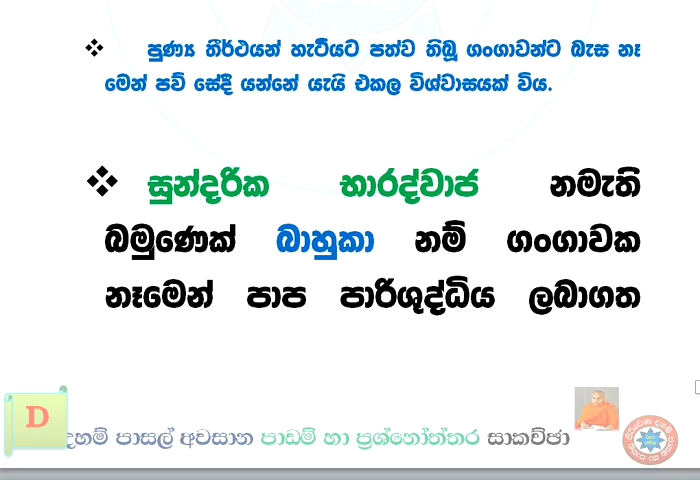 ❖ පුණ්‍ය තීර්ථයන් හැටියට පත්ව තිබූ ගංගාවන්ට බැස නෑ
මෙන් පව් සේදී යන්නේ යැයි එකල විශ්වාසයක් විය.
❖ සුන්දරික භාරද්වාජ නමැති
බමුණෙක් බාහුකා නම් ගංගාවක
නෑමෙන් පාප පාරිශුද්ධිය ලබාගත
D
දහම් පාසල් අවසාන පාඩම් හා ප්‍රශ්නෝත්තර සාකච්ඡා